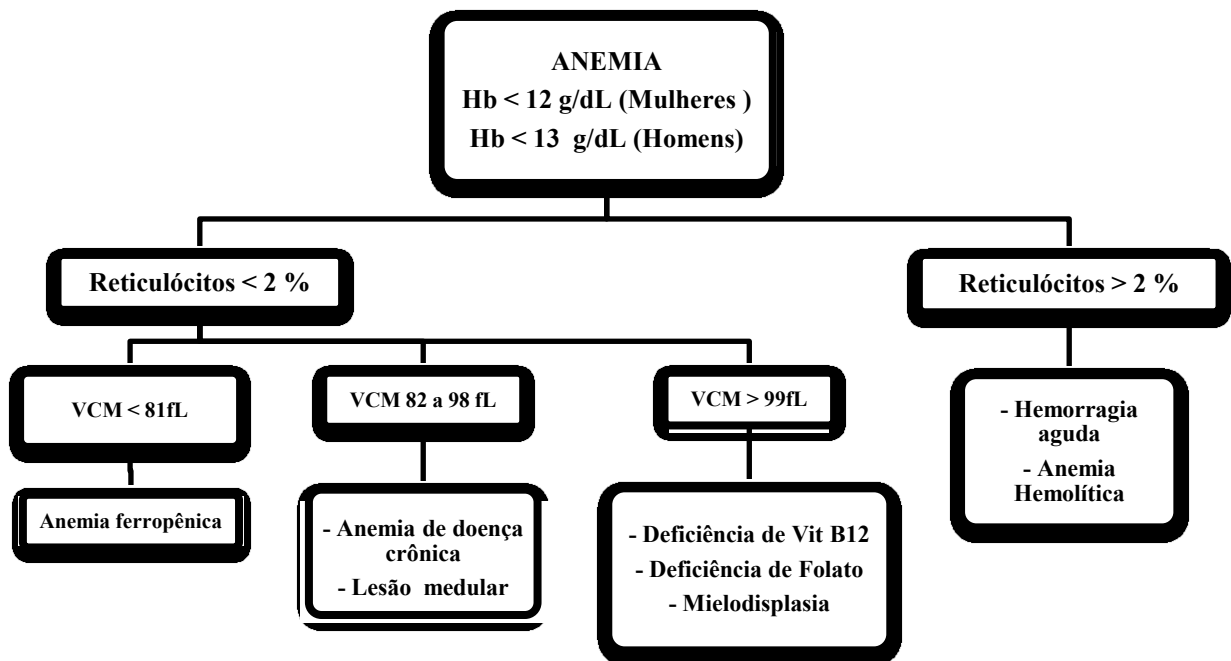 ANEMIA
Hb < 12 g/dL (Mulheres )
Hb < 13 g/dL (Homens)
Reticulócitos < 2 %
Reticulócitos > 2 %
VCM < 81fL
VCM 82 a 98 fL
VCM > 99fL
- Hemorragia
aguda
- Anemia
Hemolítica
Anemia ferropênica
- Anemia de doença
crônica
- Lesão medular
- Deficiência de Vit B12
- Deficiência de Folato
- Mielodisplasia